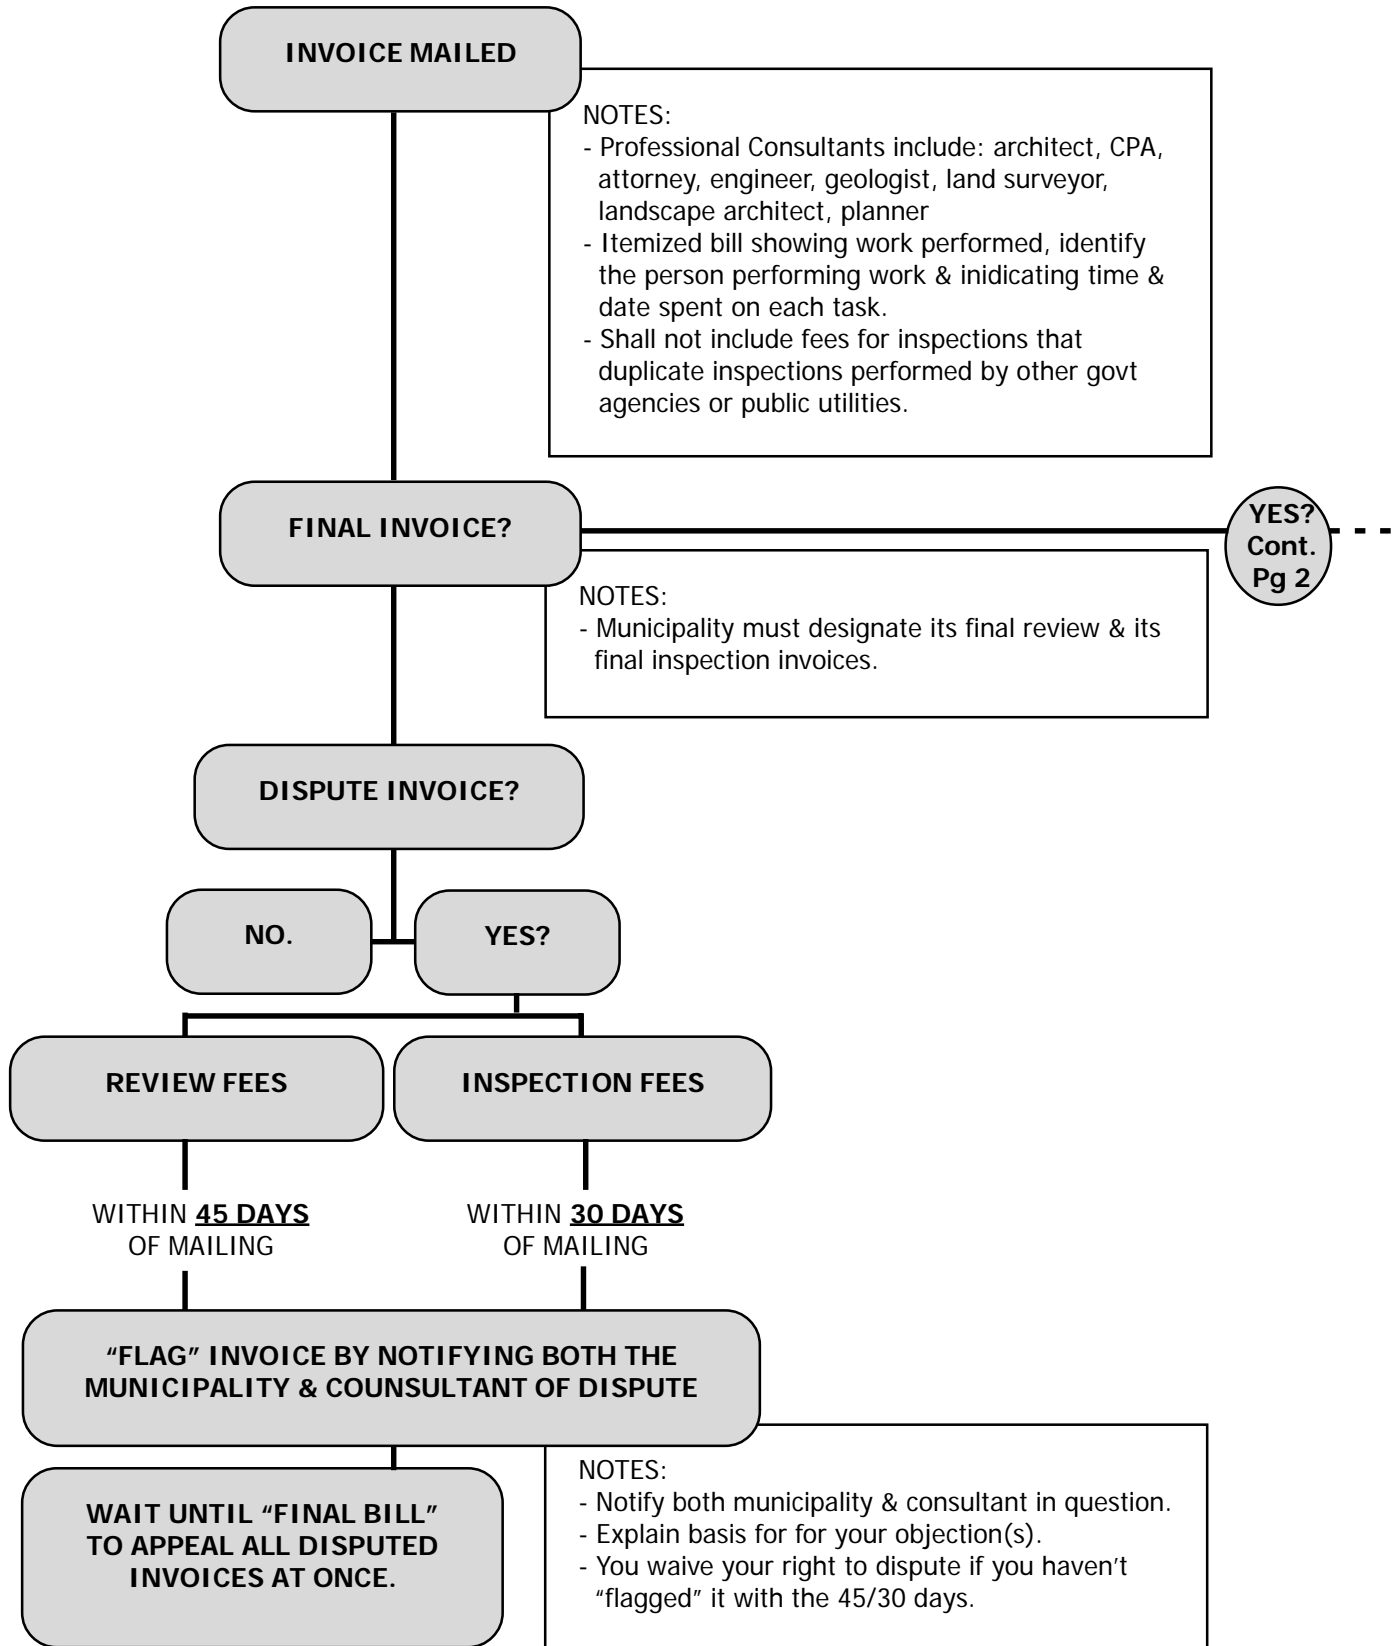 INVOICE MAILED
NOTES:
- Professional Consultants include: architect, CPA,
attorney, engineer, geologist, land surveyor,
landscape architect, planner
- Itemized bill showing work performed, identify
the person performing work & inidicating time &
date spent on each task.
- Shall not include fees for inspections that
duplicate inspections performed by other govt
agencies or public utilities.
FINAL INVOICE?
YES?
Cont.
Pg 2
NOTES:
- Municipality must designate its final review & its
final inspection invoices.
DISPUTE INVOICE?
NO.
YES?
REVIEW FEES
INSPECTION FEES
WITHIN 45 DAYS
OF MAILING
WITHIN 30 DAYS
OF MAILING
“FLAG” INVOICE BY NOTIFYING BOTH THE
MUNICIPALITY & COUNSULTANT OF DISPUTE
WAIT UNTIL “FINAL BILL”
TO APPEAL ALL DISPUTED
INVOICES AT ONCE.
NOTES:
- Notify both municipality & consultant in question.
- Explain basis for for your objection(s).
- You waive your right to dispute if you haven’t
“flagged” it with the 45/30 days.